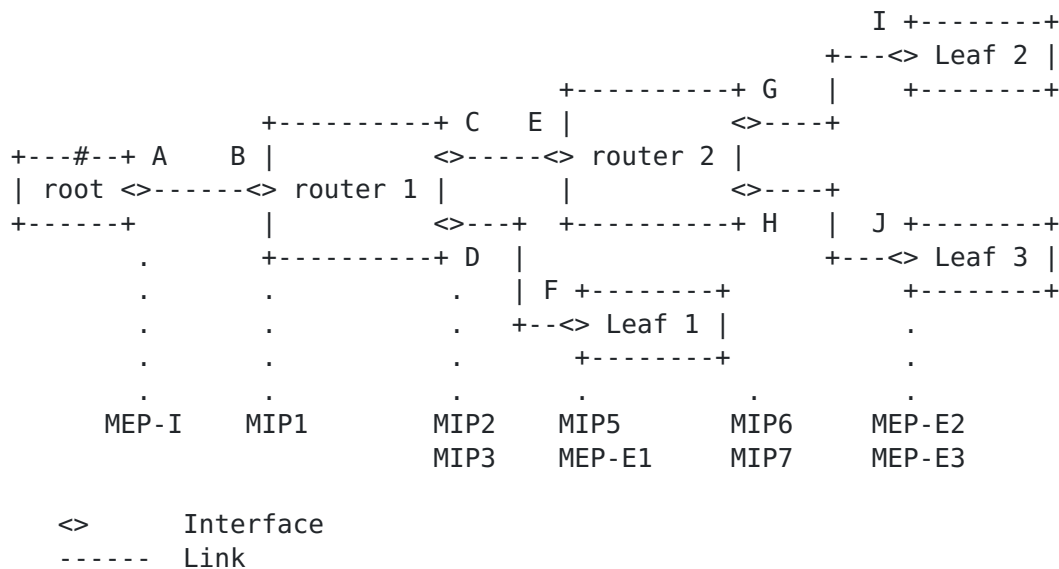 I +--------+
                                                    +---<> Leaf 2 |
                                   +----------+ G   |    +--------+
                +----------+ C   E |          <>----+
+---#--+ A    B |          <>-----<> router 2 |
| root <>------<> router 1 |       |          <>----+
+------+        |          <>---+  +----------+ H   |  J +--------+
        .       +----------+ D  |                   +---<> Leaf 3 |
        .       .           .   | F +--------+           +--------+
        .       .           .   +--<> Leaf 1 |           .
        .       .           .       +--------+           .
        .       .           .       .          .         .
      MEP-I    MIP1        MIP2    MIP5       MIP6     MEP-E2
                           MIP3    MEP-E1     MIP7     MEP-E3
   <>      Interface
   ------  Link